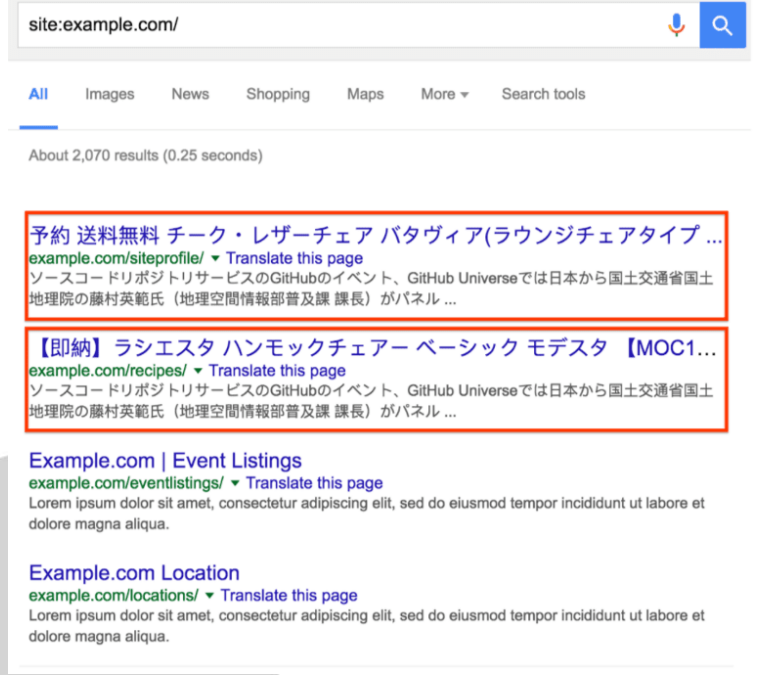 site:example.com/
All Images News Shopping Maps More Search tools
About 2,070 results (0.25 seconds)
予約 送料無料 チーク・レザーチェア バタヴィア(ラウンジチェアタイプ ...
example.com/siteprofile/ Translate this page
ソースコードリポジトリサービスのGitHubのイベント、GitHub Universeでは日本から国土交通省国土
地理院の藤村英範氏（地理空間情報部普及課 課長）がパネル ...
【即納】ラシエスタ ハンモックチェアー ベーシック モデスタ 【MOC1...
example.com/recipes/ Translate this page
ソースコードリポジトリサービスのGitHubのイベント、GitHub Universeでは日本から国土交通省国土
地理院の藤村英範氏（地理空間情報部普及課 課長）がパネル ...
Example.com | Event Listings
example.com/eventlistings/ Translate this page
Lorem ipsum dolor sit amet, consectetur adipiscing elit, sed do eiusmod tempor incididunt ut labore et
dolore magna aliqua.
Example.com Location
example.com/locations/ Translate this page
Lorem ipsum dolor sit amet, consectetur adipiscing elit, sed do eiusmod tempor incididunt ut labore et
dolore magna aliqua.